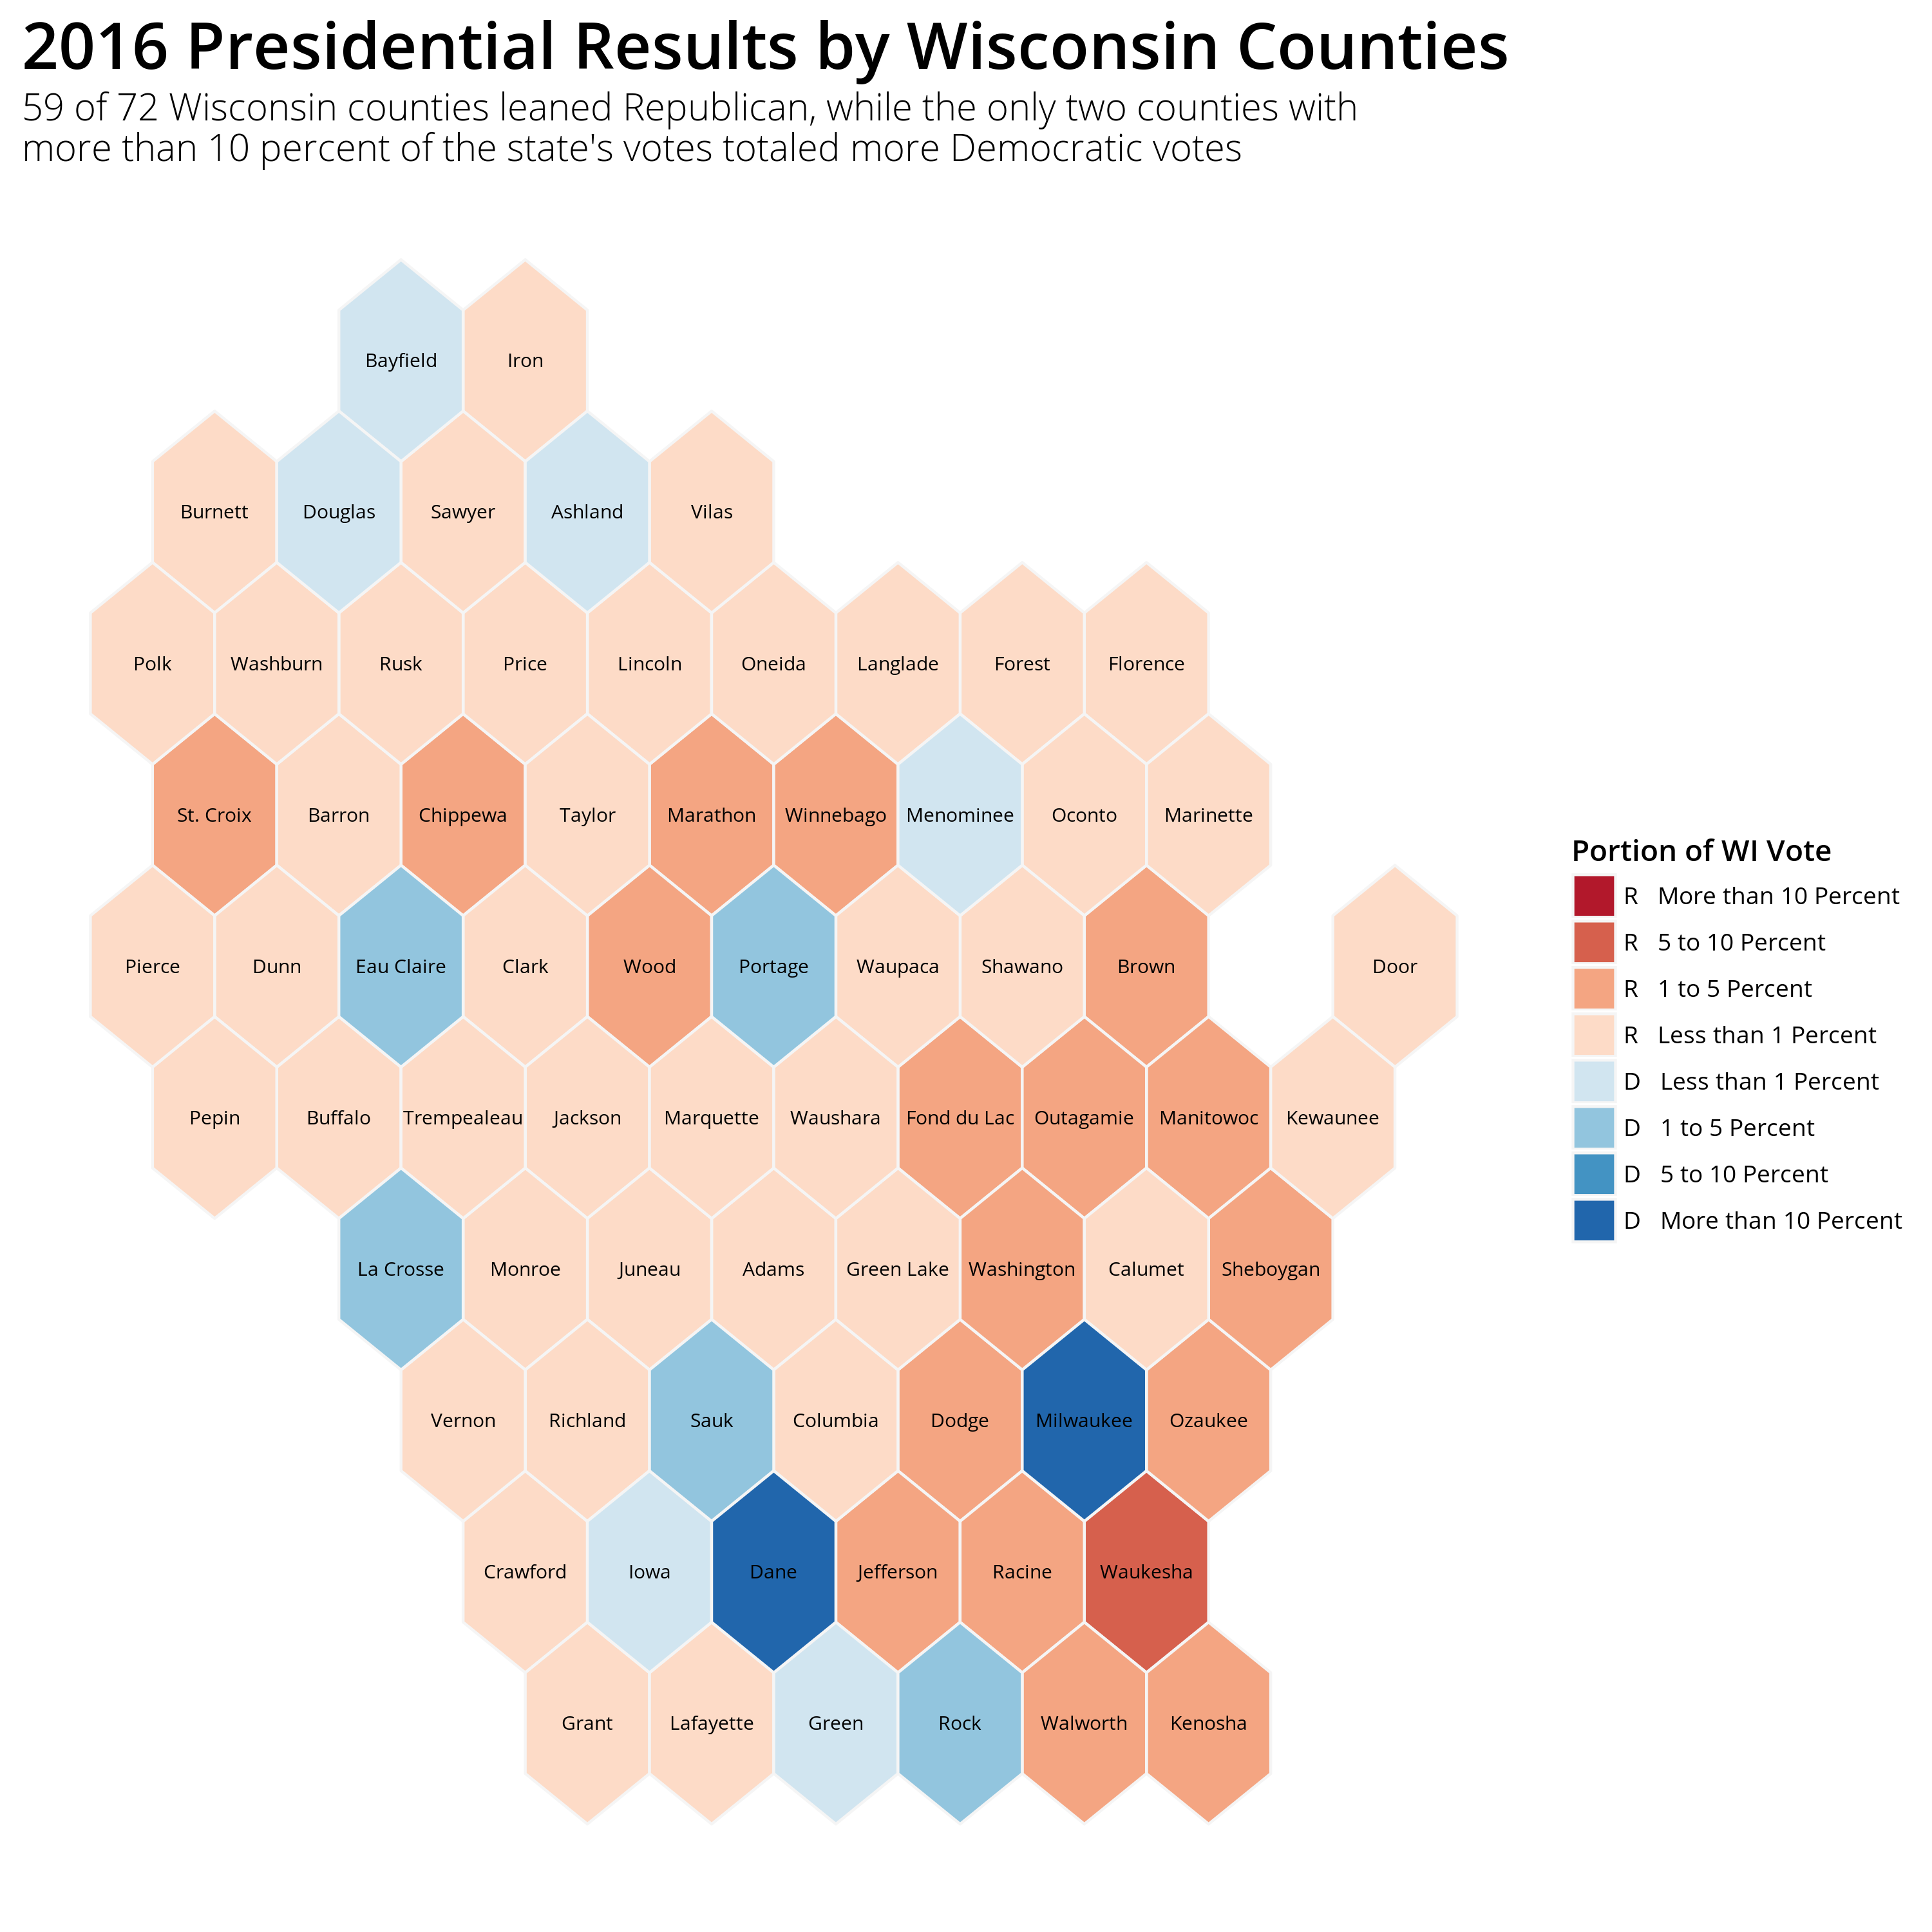 2016 Presidential Results by Wisconsin Counties
59 of 72 Wisconsin counties leaned Republican, while the only two counties with
more than 10 percent of the state's votes totaled more Democratic votes
Bayfield Iron
Burnett Douglas Sawyer Ashland Vilas
Polk Washburn Rusk Price Lincoln Oneida Langlade Forest Florence
St. Croix Barron Chippewa Taylor Marathon Winnebago Menominee Oconto Marinette
Pierce Dunn Eau Claire Clark Wood Portage Waupaca Shawano Brown Door
Pepin Buffalo Trempealeau Jackson Marquette Waushara Fond du Lac Outagamie Manitowoc Kewaunee
La Crosse Monroe Juneau Adams Green Lake Washington Calumet Sheboygan
Vernon Richland Sauk Columbia Dodge Milwaukee Ozaukee
Crawford Iowa Dane Jefferson Racine Waukesha
Grant Lafayette Green Rock Walworth Kenosha
Portion of WI Vote
R More than 10 Percent
R 5 to 10 Percent
R 1 to 5 Percent
R Less than 1 Percent
D Less than 1 Percent
D 1 to 5 Percent
D 5 to 10 Percent
D More than 10 Percent